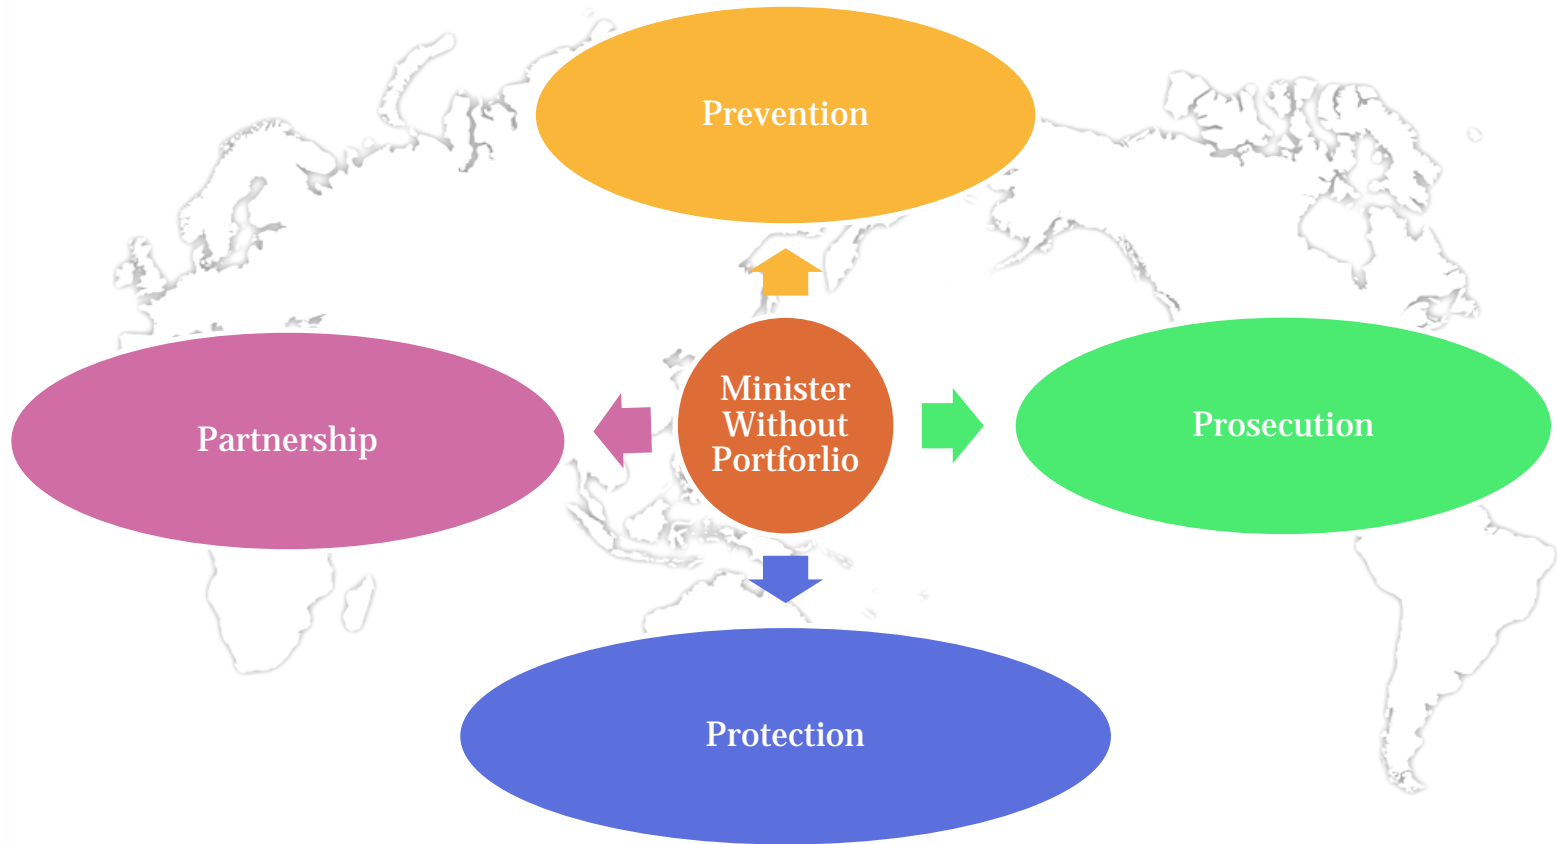 Prevention
Partnership
Minister
Without
Portforlio
Prosecution
Protection